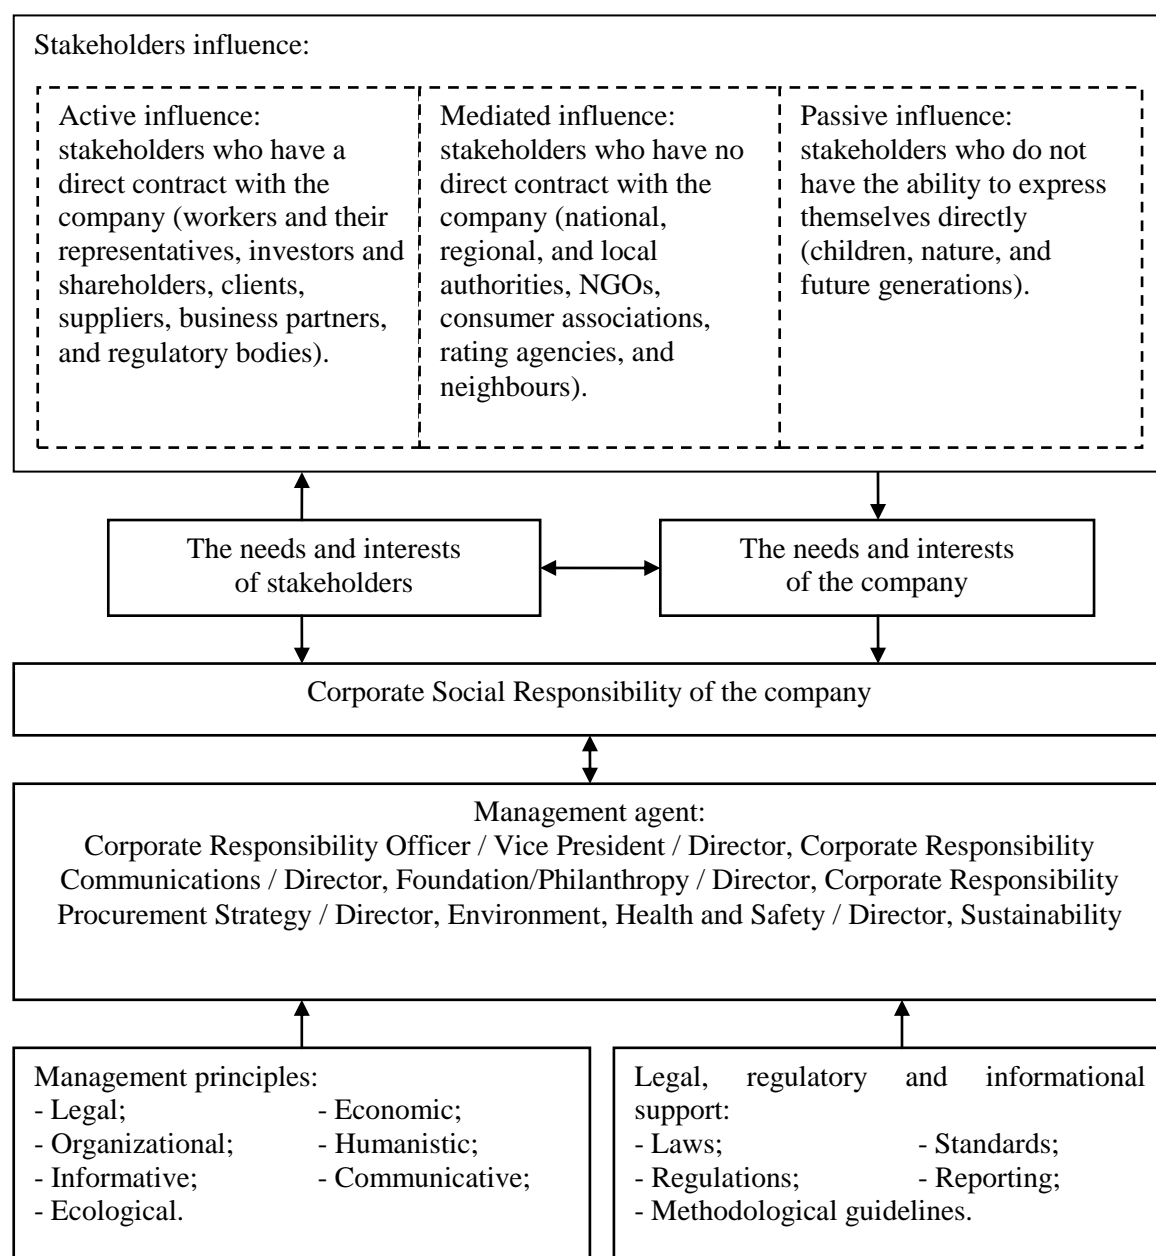 Stakeholders influence:
Active influence:
stakeholders who have a
direct contract with the
company (workers and their
representatives, investors and
shareholders, clients,
suppliers, business partners,
and regulatory bodies).
Mediated influence:
stakeholders who have no
direct contract with the
company (national,
regional, and local
authorities, NGOs,
consumer associations,
rating agencies, and
neighbours).
Passive influence:
stakeholders who do not
have the ability to express
themselves directly
(children, nature, and
future generations).
The needs and interests
of stakeholders
The needs and interests
of the company
Corporate Social Responsibility of the company
Management agent:
Corporate Responsibility Officer / Vice President / Director, Corporate Responsibility
Communications / Director, Foundation/Philanthropy / Director, Corporate Responsibility
Procurement Strategy / Director, Environment, Health and Safety / Director, Sustainability
Management principles:
- Legal; - Economic;
- Organizational; - Humanistic;
- Informative; - Communicative;
- Ecological.
Legal, regulatory and informational
support:
- Laws; - Standards;
- Regulations; - Reporting;
- Methodological guidelines.